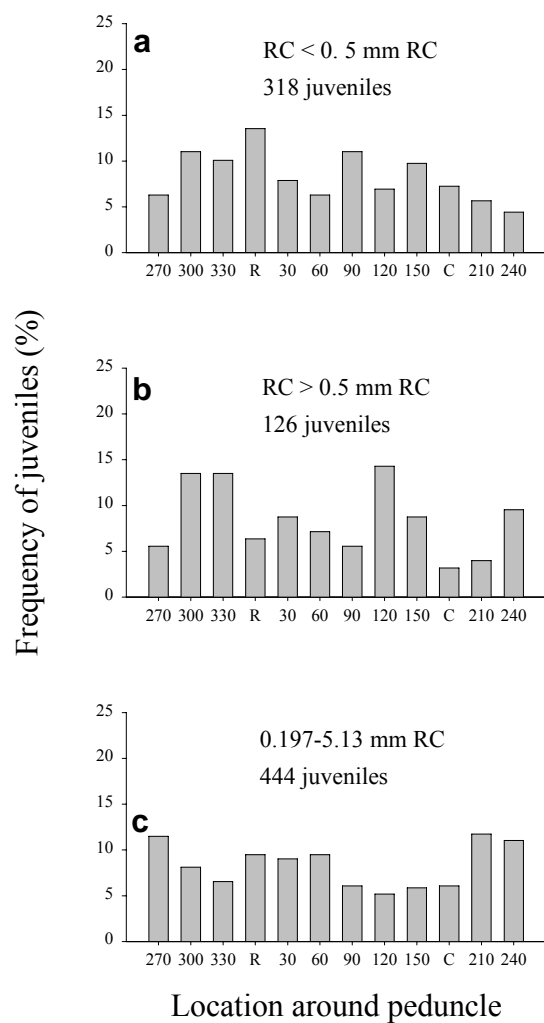 Frequency of juveniles (%)
a
RC < 0. 5 mm RC
318 juveniles
25
20
15
10
5
0
270 300 330 R 30 60 90 120 150 C 210 240
b
RC > 0.5 mm RC
126 juveniles
25
20
15
10
5
0
270 300 330 R 30 60 90 120 150 C 210 240
c
0.197-5.13 mm RC
444 juveniles
25
20
15
10
5
0
270 300 330 R 30 60 90 120 150 C 210 240
Location around peduncle